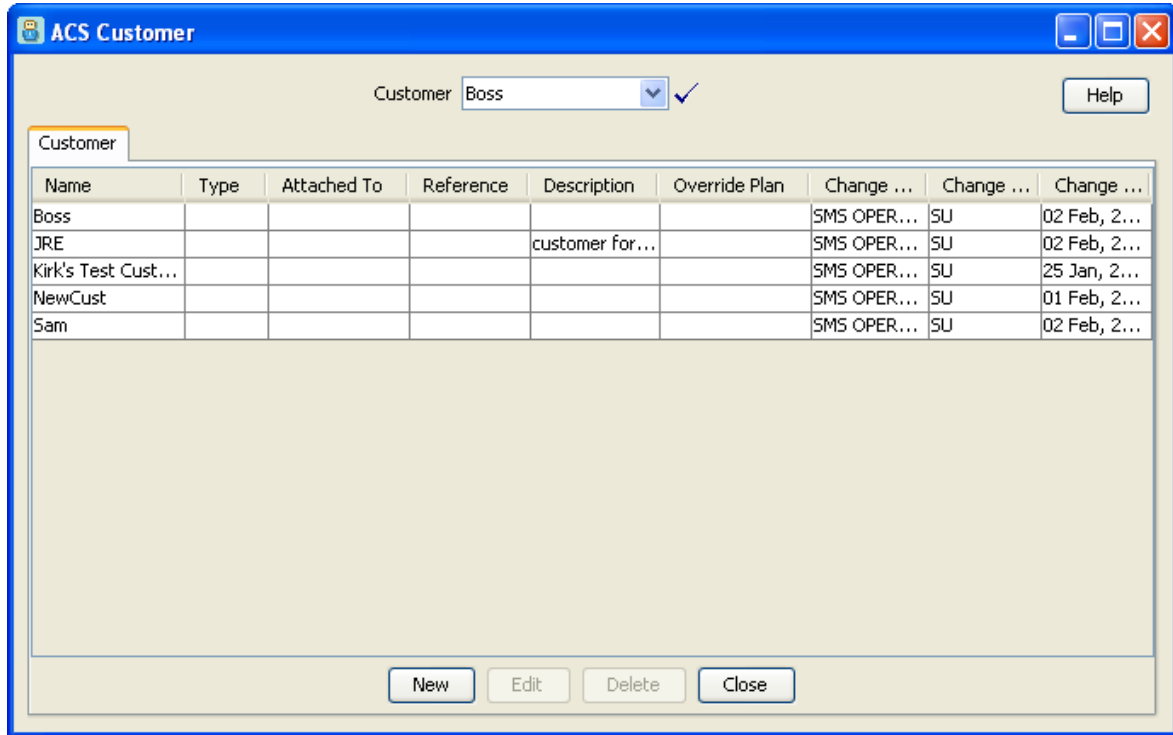 ACS Customer
Customer Boss
Help
Customer
Name Type Attached To Reference Description Override Plan Change ... Change ... Change ...
Boss SMS OPER... SU 02 Feb, 2...
JRE customer for... SMS OPER... SU 02 Feb, 2...
Kirk's Test Cust... SMS OPER... SU 25 Jan, 2...
NewCust SMS OPER... SU 01 Feb, 2...
Sam SMS OPER... SU 02 Feb, 2...
New Edit Delete Close